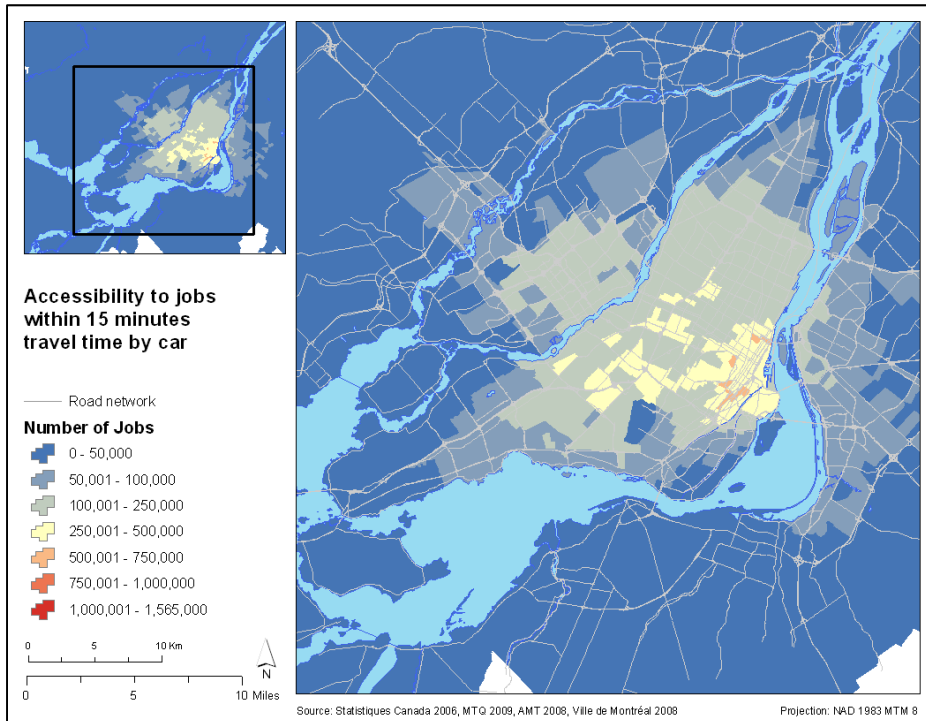 Accessibility to jobs
within 15 minutes
travel time by car
Road network
Number of Jobs
0 - 50,000
50,001 - 100,000
100,001 - 250,000
250,001 - 500,000
500,001 - 750,000
750,001 - 1,000,000
1,000,001 - 1,565,000
0 5 10 Km
N
0 5 10 Miles
Source: Statistiques Canada 2006, MTQ 2009, AMT 2008, Ville de Montréal 2008 Projection: NAD 1983 MTM 8